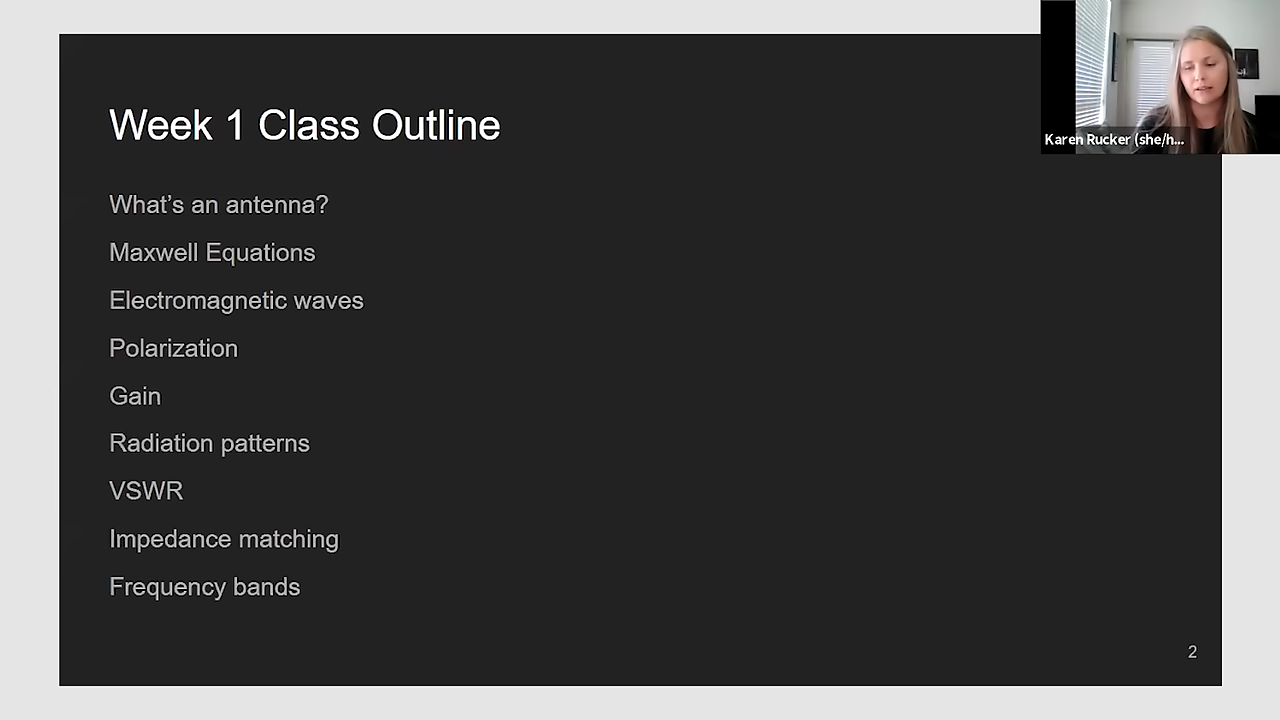 Week 1 Class Outline
Karen Rucker (she/h...
What's an antenna?
Maxwell Equations
Electromagnetic waves
Polarization
Gain
Radiation patterns
VSWR
Impedance matching
Frequency bands
2